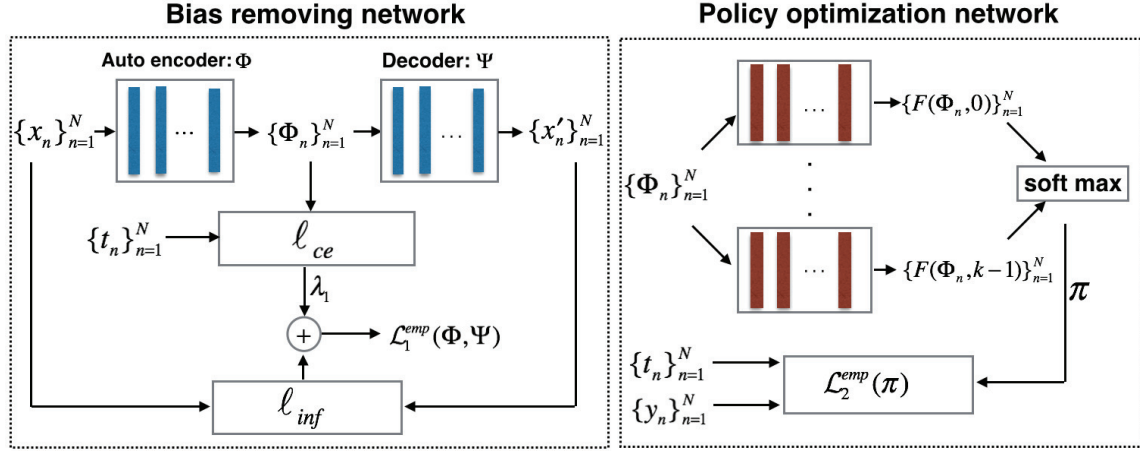 Bias removing network
Auto encoder: Φ
Decoder: Ψ
{x_n}_{n=1}^N
...
{Φ_n}_{n=1}^N
...
{x'_n}_{n=1}^N
{t_n}_{n=1}^N
ℓ_ce
λ_1
+
ℒ_1^{emp}(Φ,Ψ)
ℓ_inf
Policy optimization network
...
{F(Φ_n,0)}_{n=1}^N
{Φ_n}_{n=1}^N
soft max
...
{F(Φ_n,k−1)}_{n=1}^N
π
{t_n}_{n=1}^N
ℒ_2^{emp}(π)
{y_n}_{n=1}^N